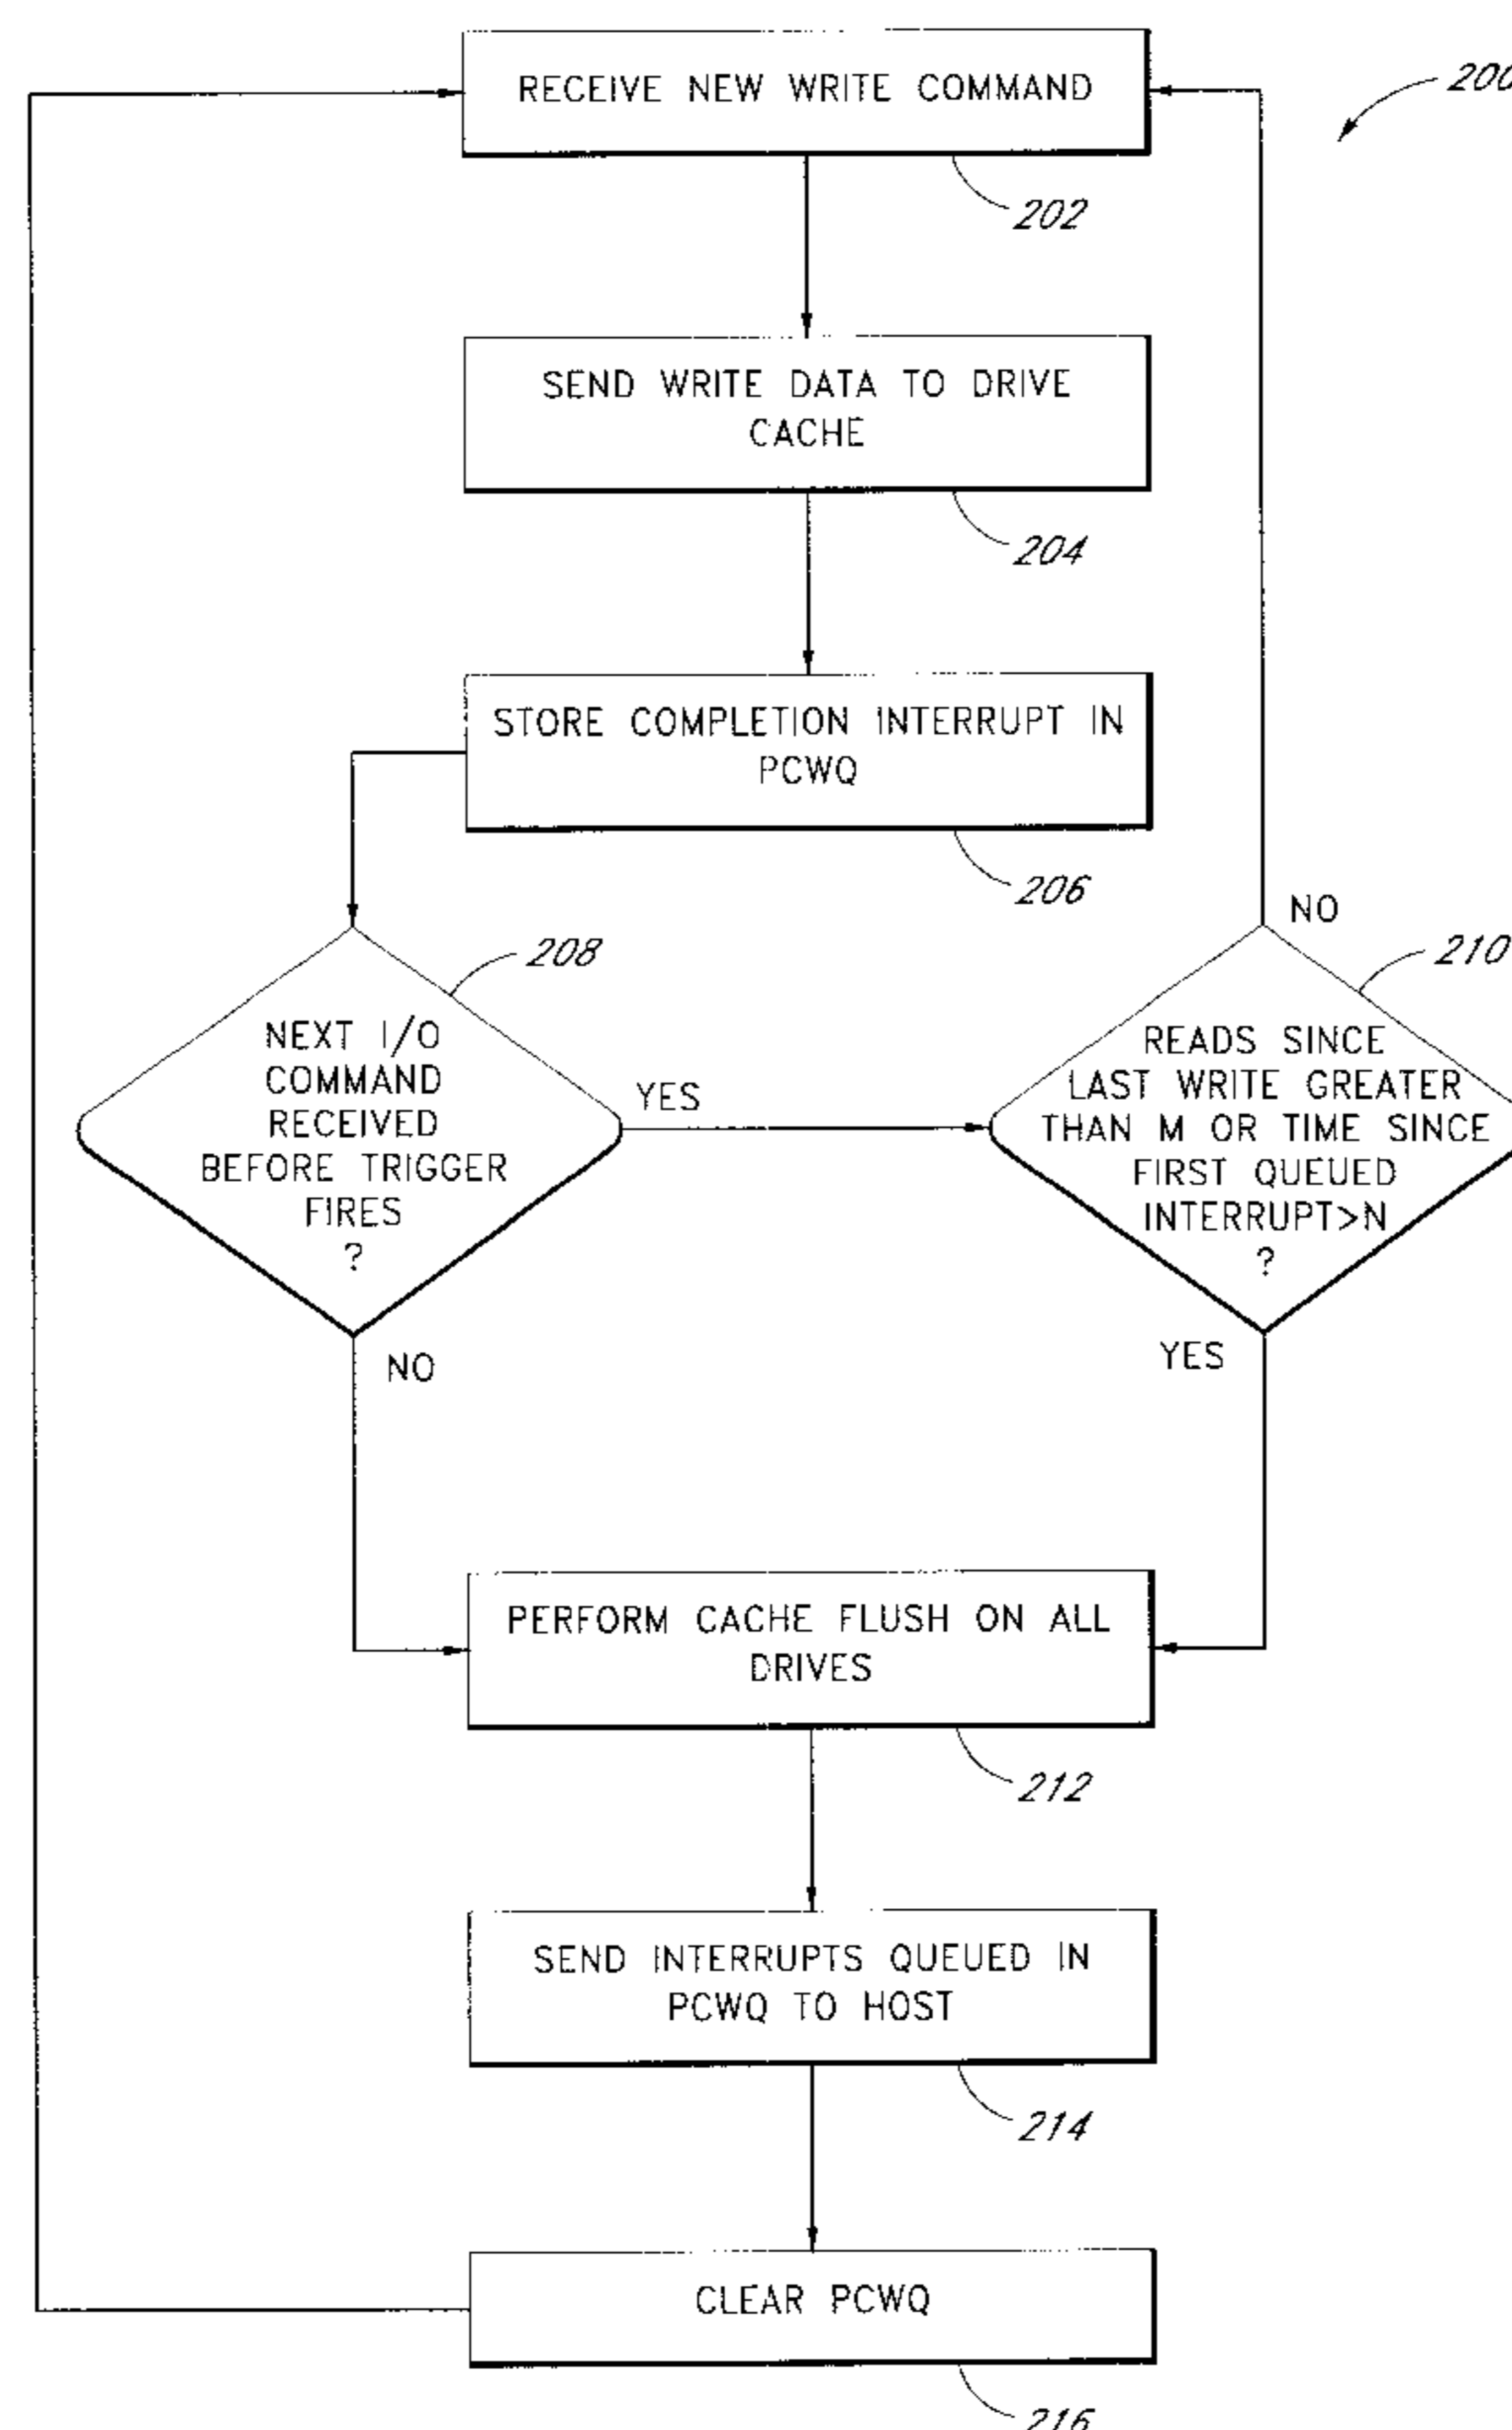 RECEIVE NEW WRITE COMMAND
200
202
SEND WRITE DATA TO DRIVE
CACHE
204
STORE COMPLETION INTERRUPT IN
PCWQ
206
NO
208
210
NEXT I/O
COMMAND
RECEIVED
BEFORE TRIGGER
FIRES
?
YES
READS SINCE
LAST WRITE GREATER
THAN M OR TIME SINCE
FIRST QUEUED
INTERRUPT>N
?
NO
YES
PERFORM CACHE FLUSH ON ALL
DRIVES
212
SEND INTERRUPTS QUEUED IN
PCWQ TO HOST
214
CLEAR PCWQ
216